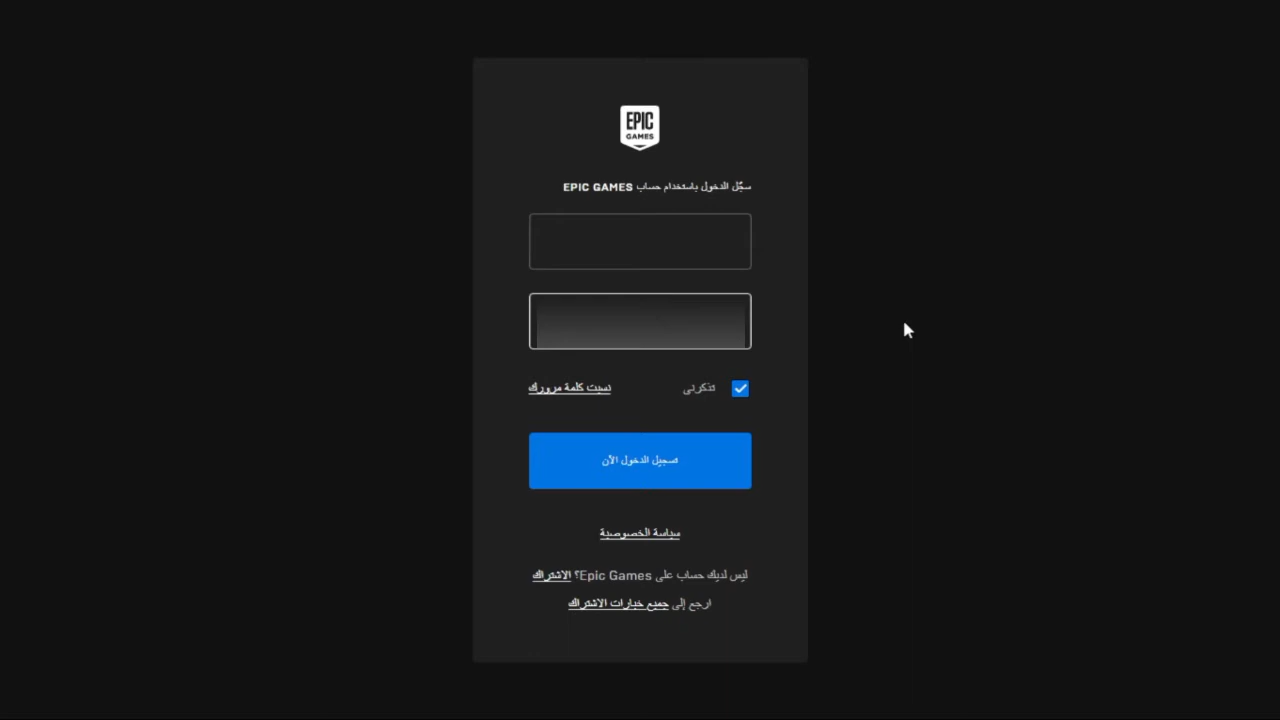 EPIC
GAMES
سجّل الدخول باستخدام حساب EPIC GAMES
تذكرني نسيت كلمة مرورك
تسجيل الدخول الآن
سياسة الخصوصية
ليس لديك حساب على Epic Games؟ الاشتراك
ارجع إلى جميع خيارات الاشتراك